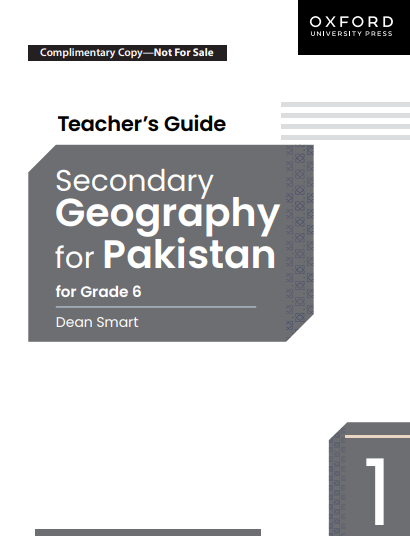 OXFORD
UNIVERSITY PRESS
Complimentary Copy—Not For Sale
Teacher’s Guide
Secondary
Geography
for Pakistan
for Grade 6
Dean Smart
1